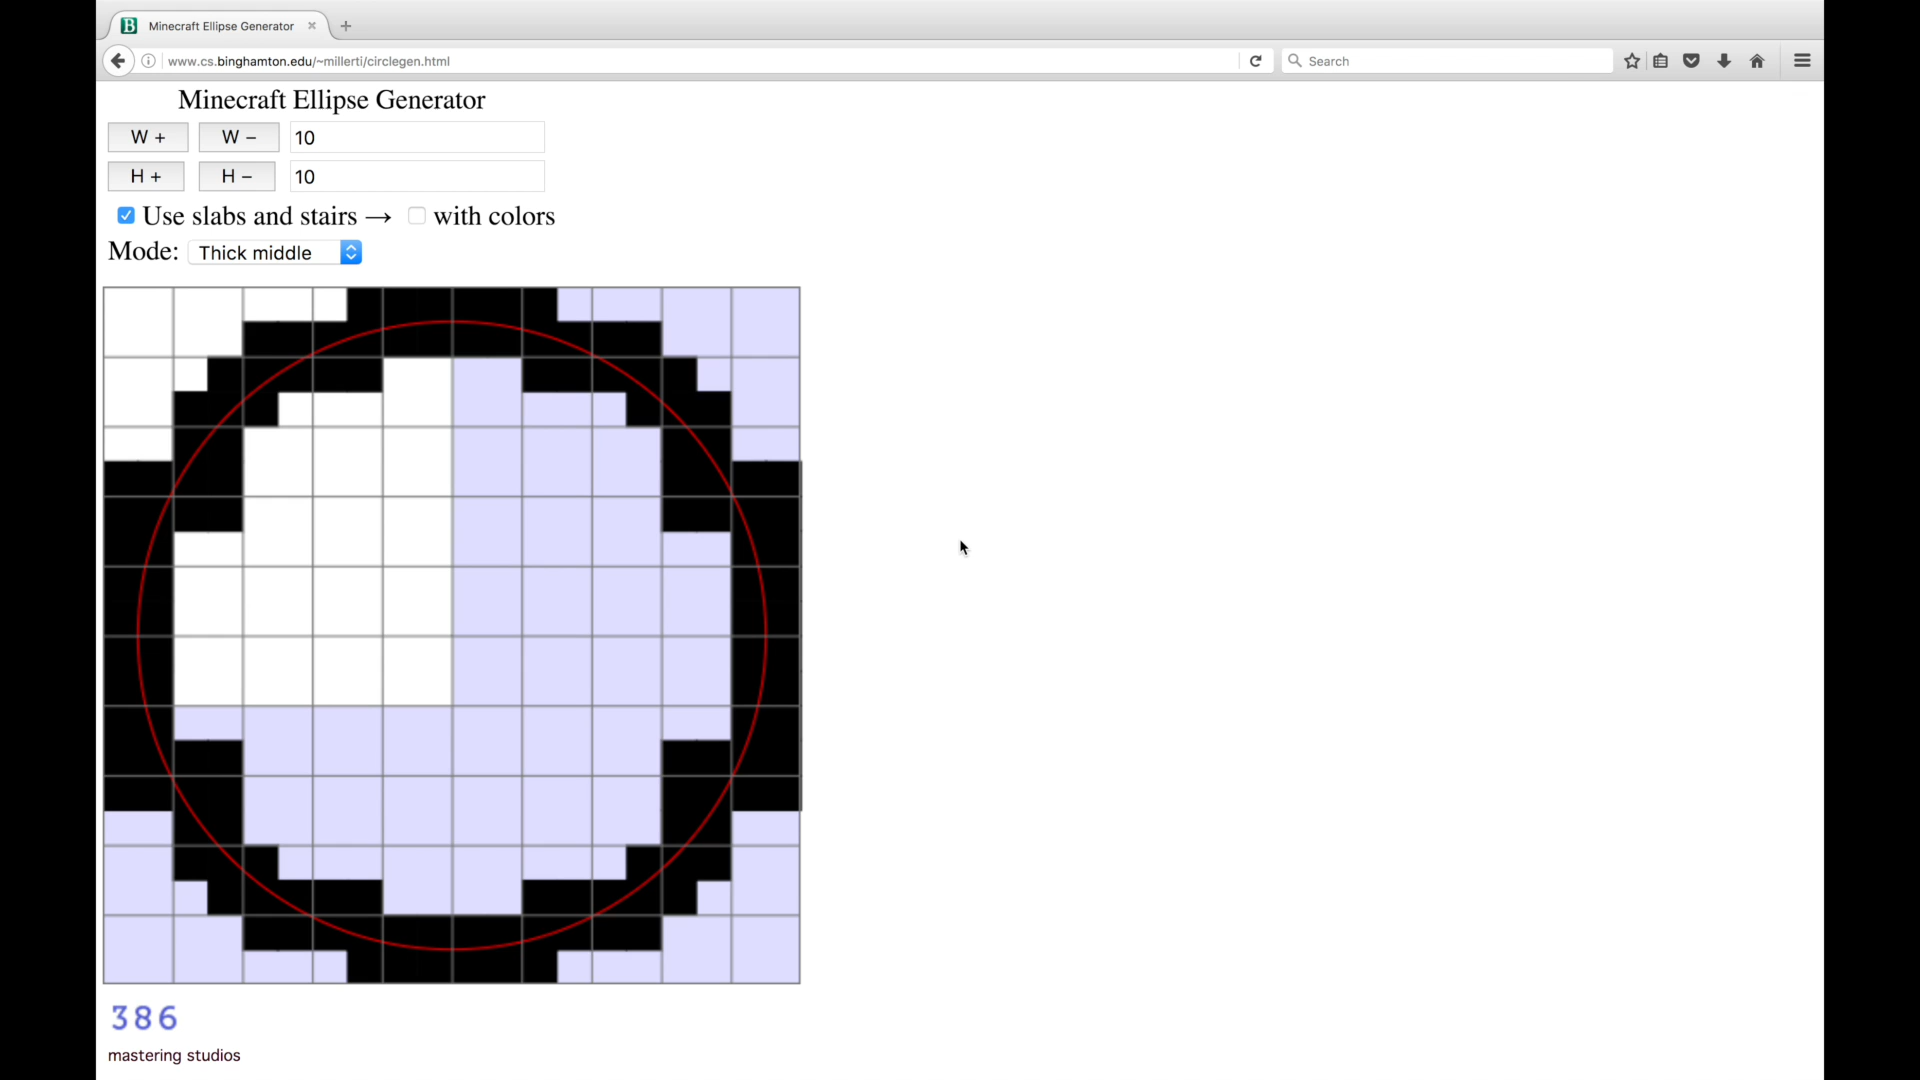 Minecraft Ellipse Generator
www.cs.binghamton.edu/~millerti/circlegen.html
Search
Minecraft Ellipse Generator
W + W − 10
H + H − 10
Use slabs and stairs → with colors
Mode: Thick middle
386
mastering studios